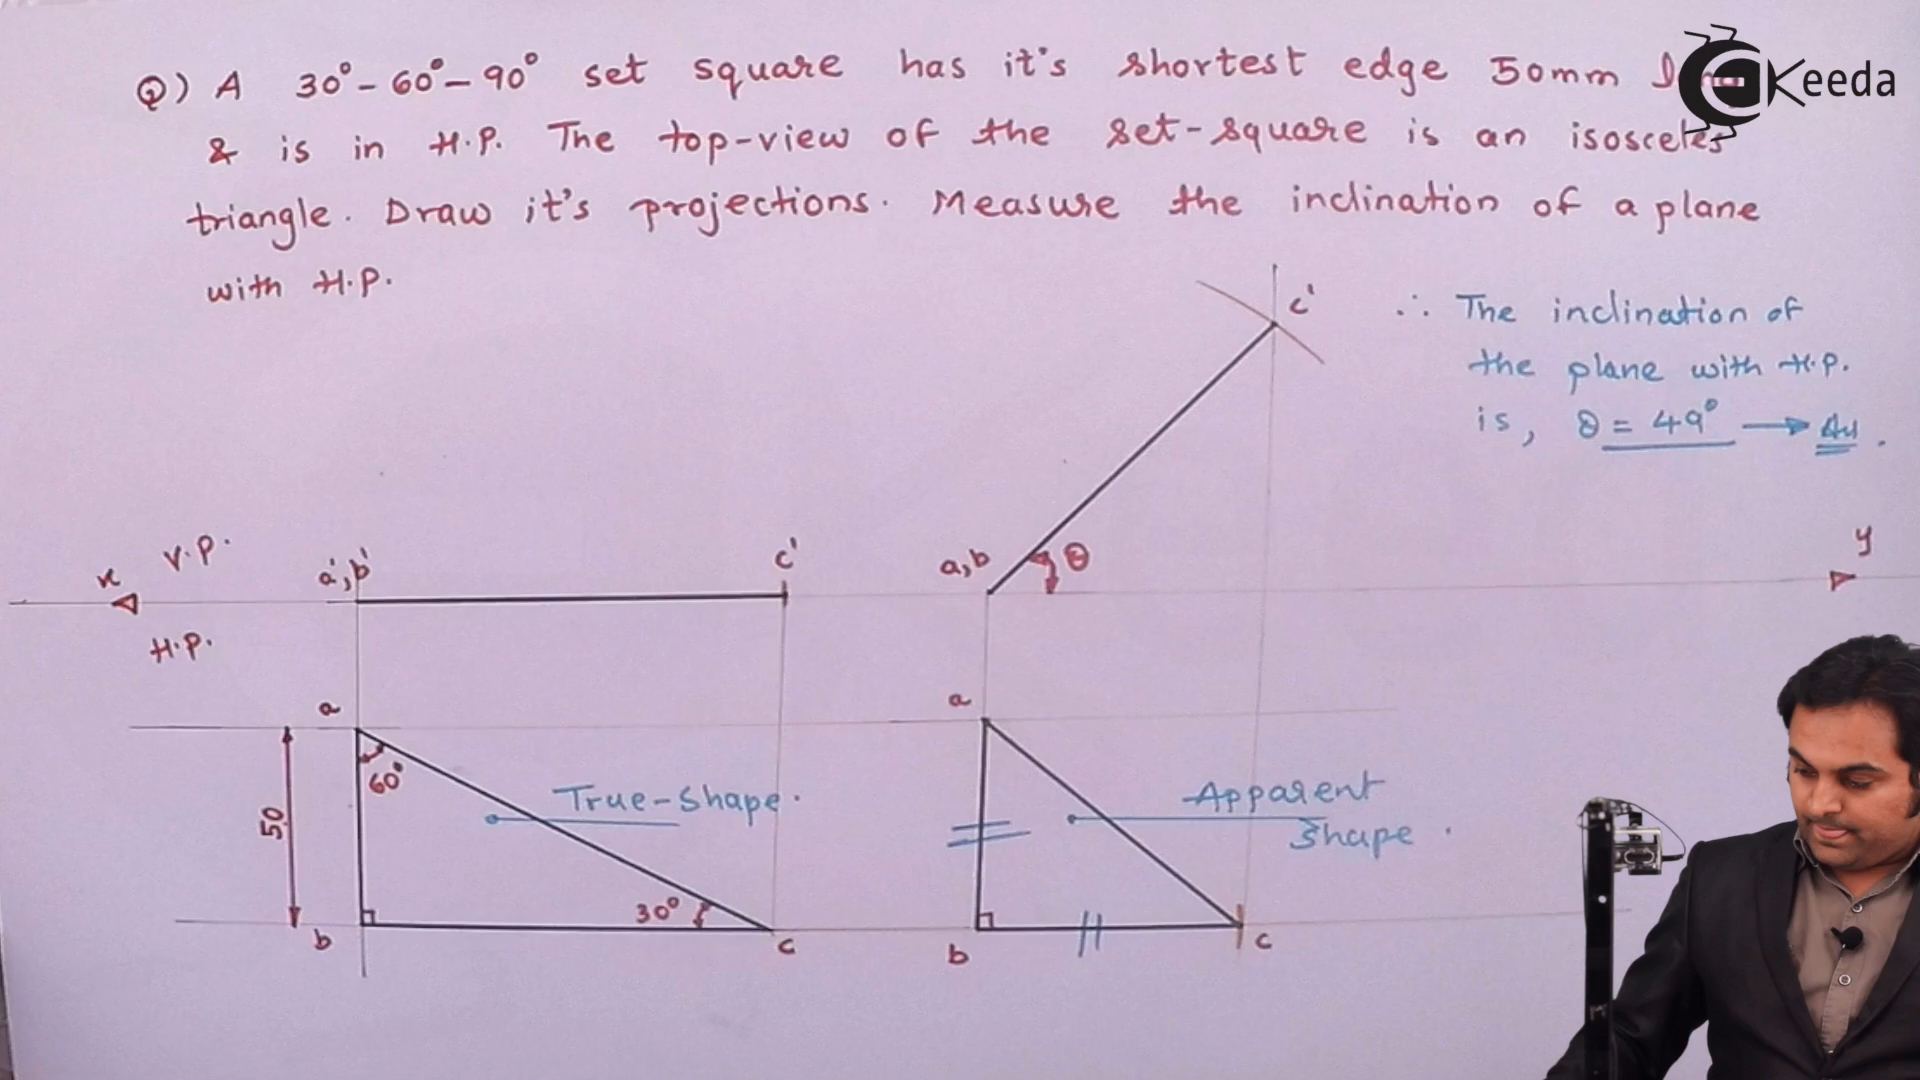 Q) A 30°-60°-90° set square has it's shortest edge 50mm
& is in H.P. The top-view of the set-square is an isosceles
triangle. Draw it's projections. Measure the inclination of a plane
with H.P.
Keeda
c'
∴ The inclination of
the plane with H.P.
is, θ = 49° → Ans.
x
V.P.
H.P.
a',b'
c'
a,b
θ
y
a
60°
50
True-shape.
30°
b
c
a
Apparent
shape.
b
c